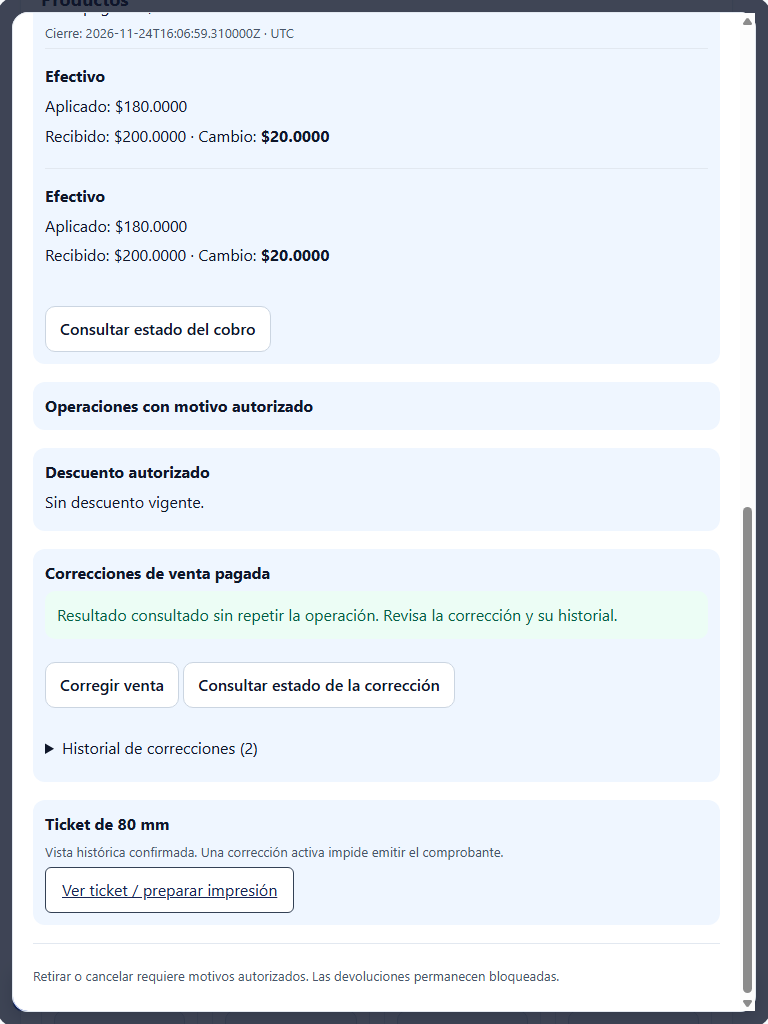 Productos
Cierre: 2026-11-24T16:06:59.310000Z · UTC
Efectivo
Aplicado: $180.0000
Recibido: $200.0000 · Cambio: $20.0000
Efectivo
Aplicado: $180.0000
Recibido: $200.0000 · Cambio: $20.0000
Consultar estado del cobro
Operaciones con motivo autorizado
Descuento autorizado
Sin descuento vigente.
Correcciones de venta pagada
Resultado consultado sin repetir la operación. Revisa la corrección y su historial.
Corregir venta
Consultar estado de la corrección
Historial de correcciones (2)
Ticket de 80 mm
Vista histórica confirmada. Una corrección activa impide emitir el comprobante.
Ver ticket / preparar impresión
Retirar o cancelar requiere motivos autorizados. Las devoluciones permanecen bloqueadas.